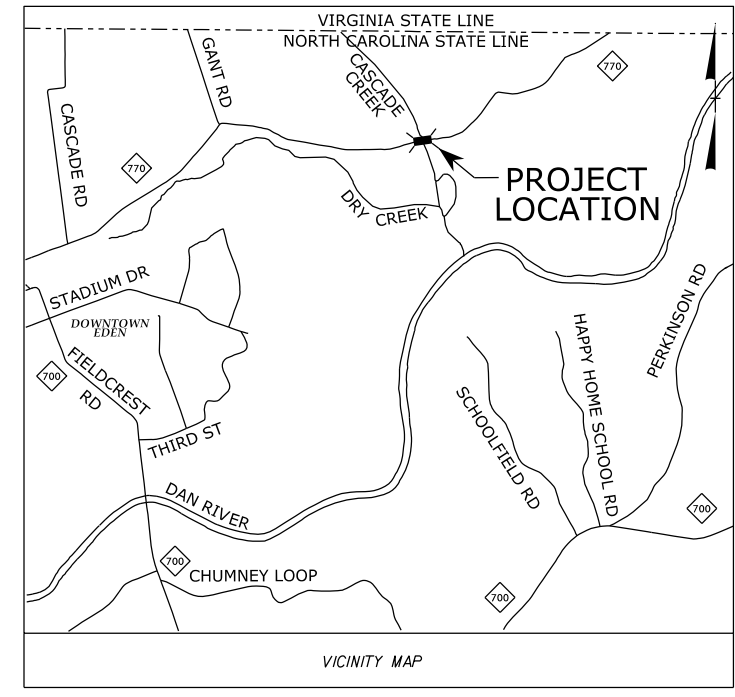 VIRGINIA STATE LINE
NORTH CAROLINA STATE LINE
GANT RD
CASCADE
CREEK
770
CASCADE RD
770
PROJECT
LOCATION
DRY CREEK
STADIUM DR
DOWNTOWN
EDEN
PERKINSON RD
HAPPY HOME SCHOOL RD
700
FIELDCREST
RD
SCHOOLFIELD RD
THIRD ST
DAN RIVER
700
700
CHUMNEY LOOP
700
VICINITY MAP